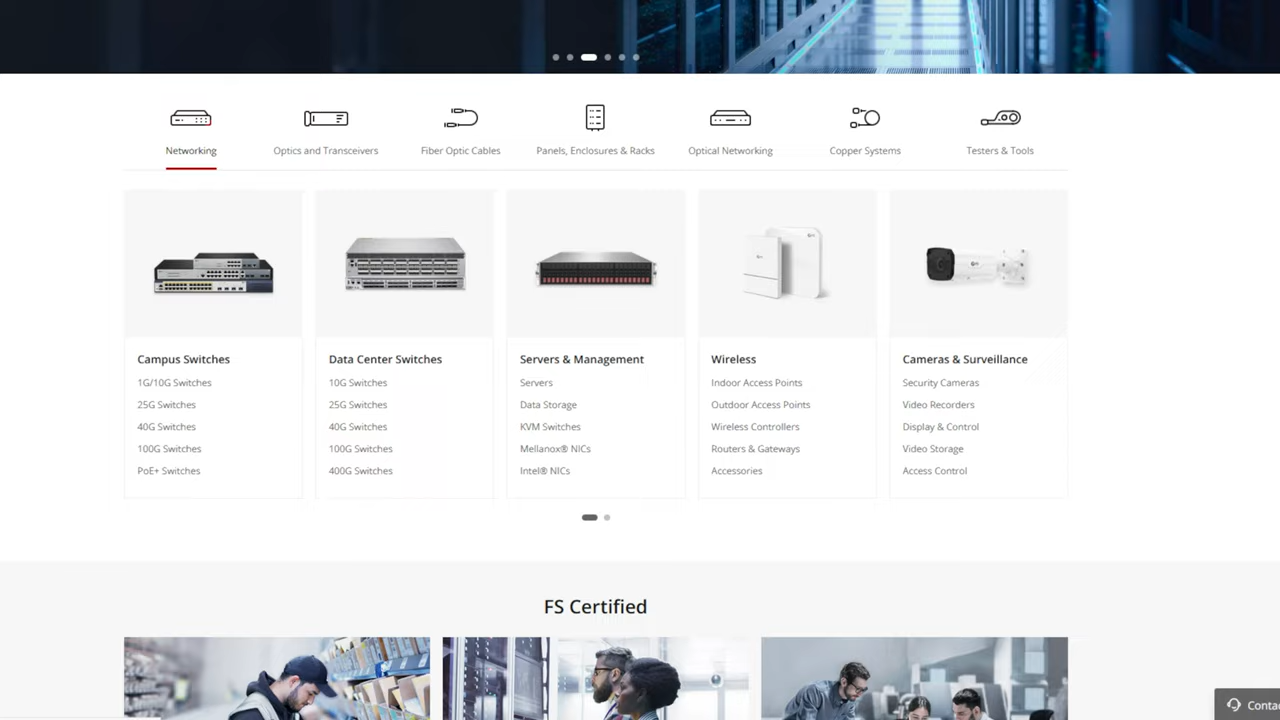 Networking
Optics and Transceivers
Fiber Optic Cables
Panels, Enclosures & Racks
Optical Networking
Copper Systems
Testers & Tools
Campus Switches
1G/10G Switches
25G Switches
40G Switches
100G Switches
PoE+ Switches
Data Center Switches
10G Switches
25G Switches
40G Switches
100G Switches
400G Switches
Servers & Management
Servers
Data Storage
KVM Switches
Mellanox® NICs
Intel® NICs
Wireless
Indoor Access Points
Outdoor Access Points
Wireless Controllers
Routers & Gateways
Accessories
Cameras & Surveillance
Security Cameras
Video Recorders
Display & Control
Video Storage
Access Control
FS Certified
Contac